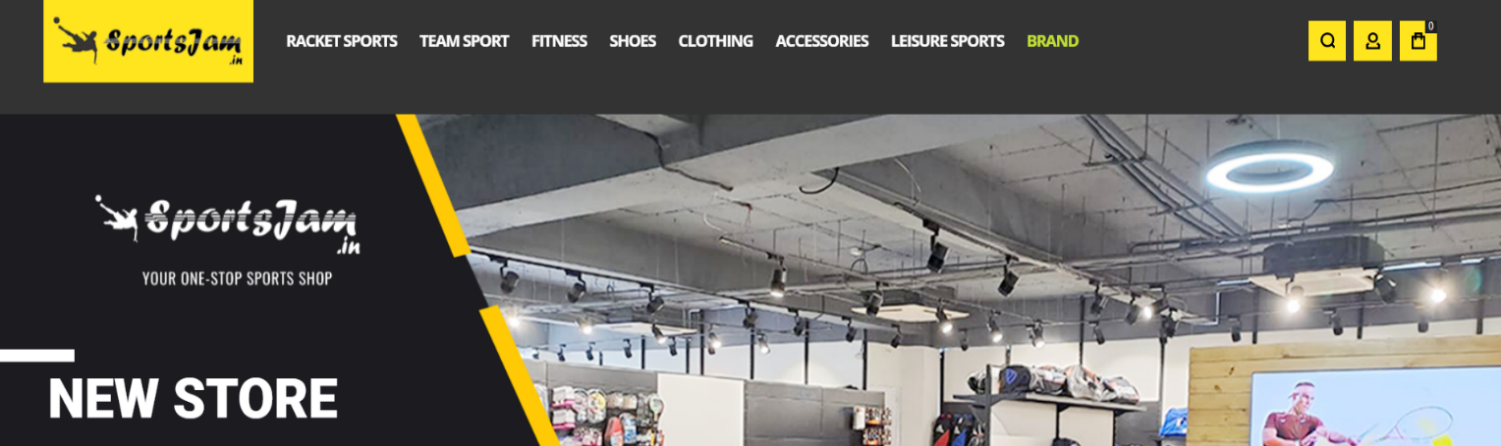 SportsJam
.in
RACKET SPORTS TEAM SPORT FITNESS SHOES CLOTHING ACCESSORIES LEISURE SPORTS BRAND
0
SportsJam
.in
YOUR ONE-STOP SPORTS SHOP
NEW STORE